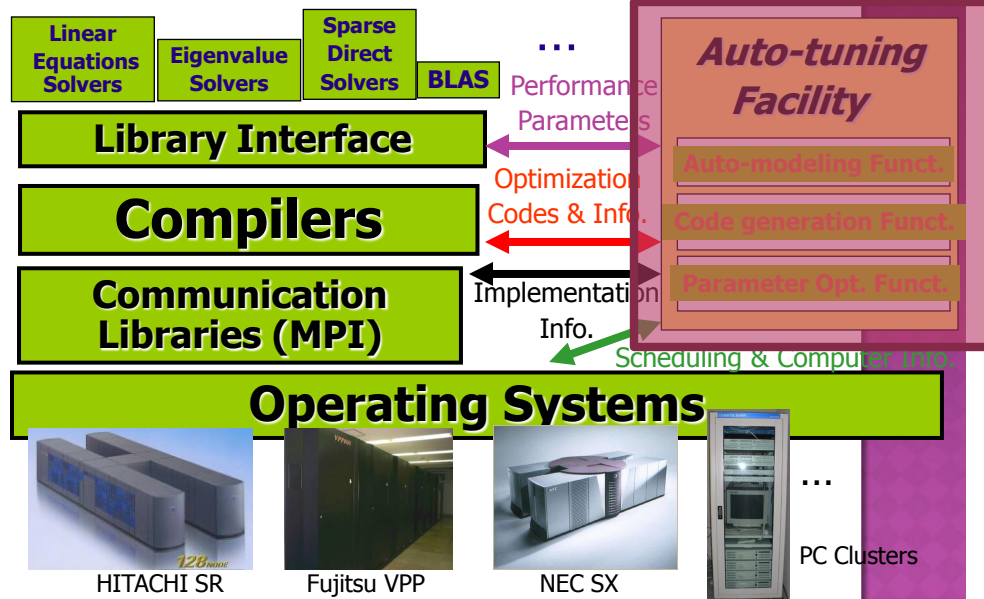 Linear
Equations
Solvers
Eigenvalue
Solvers
Sparse
Direct
Solvers
BLAS
...
Library Interface
Performance
Parameters
Compilers
Optimization
Codes & Info.
Communication
Libraries (MPI)
Implementation
Info.
Auto-tuning
Facility
Auto-modeling Funct.
Code generation Funct.
Parameter Opt. Funct.
Scheduling & Computer Info.
Operating Systems
128 NODE
HITACHI SR
Fujitsu VPP
NEC SX
...
PC Clusters